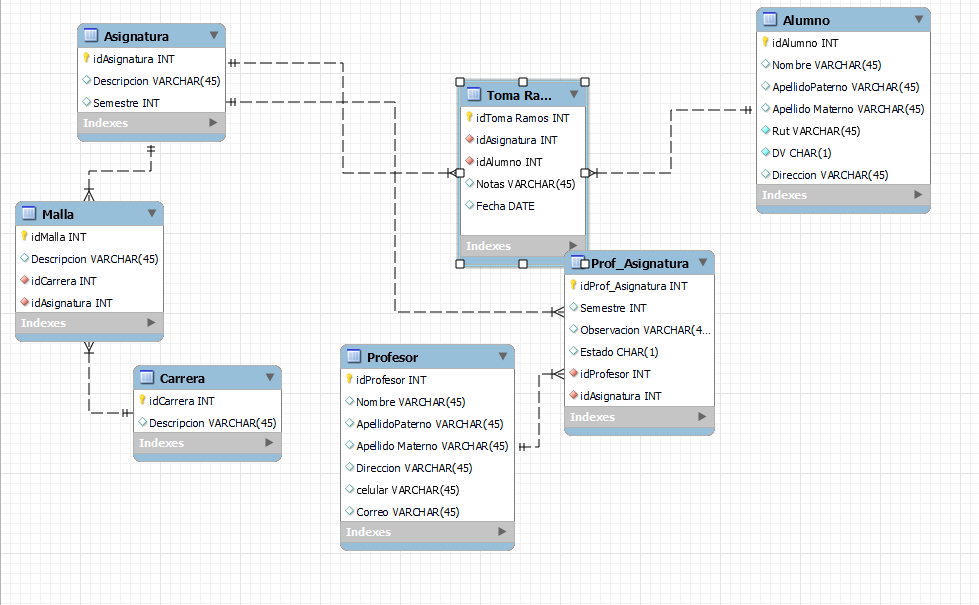 Asignatura
idAsignatura INT
Descripcion VARCHAR(45)
Semestre INT
Indexes
Alumno
idAlumno INT
Nombre VARCHAR(45)
ApellidoPaterno VARCHAR(45)
Apellido Materno VARCHAR(45)
Rut VARCHAR(45)
DV CHAR(1)
Direccion VARCHAR(45)
Indexes
Toma Ra...
idToma Ramos INT
idAsignatura INT
idAlumno INT
Notas VARCHAR(45)
Fecha DATE
Indexes
Malla
idMalla INT
Descripcion VARCHAR(45)
idCarrera INT
idAsignatura INT
Indexes
Prof_Asignatura
idProf_Asignatura INT
Semestre INT
Observacion VARCHAR(4...
Estado CHAR(1)
idProfesor INT
idAsignatura INT
Indexes
Carrera
idCarrera INT
Descripcion VARCHAR(45)
Indexes
Profesor
idProfesor INT
Nombre VARCHAR(45)
ApellidoPaterno VARCHAR(45)
Apellido Materno VARCHAR(45)
Direccion VARCHAR(45)
celular VARCHAR(45)
Correo VARCHAR(45)
Indexes